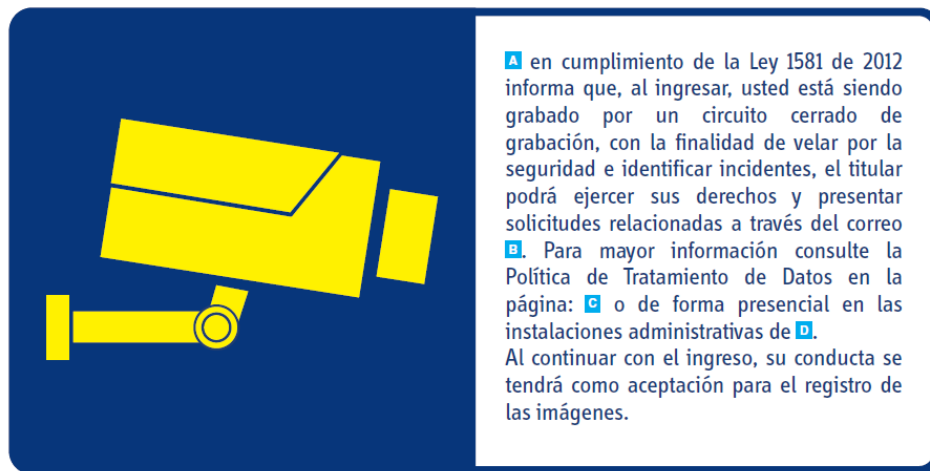 A en cumplimiento de la Ley 1581 de 2012
informa que, al ingresar, usted está siendo
grabado por un circuito cerrado de
grabación, con la finalidad de velar por la
seguridad e identificar incidentes, el titular
podrá ejercer sus derechos y presentar
solicitudes relacionadas a través del correo
B. Para mayor información consulte la
Política de Tratamiento de Datos en la
página: C o de forma presencial en las
instalaciones administrativas de D.
Al continuar con el ingreso, su conducta se
tendrá como aceptación para el registro de
las imágenes.